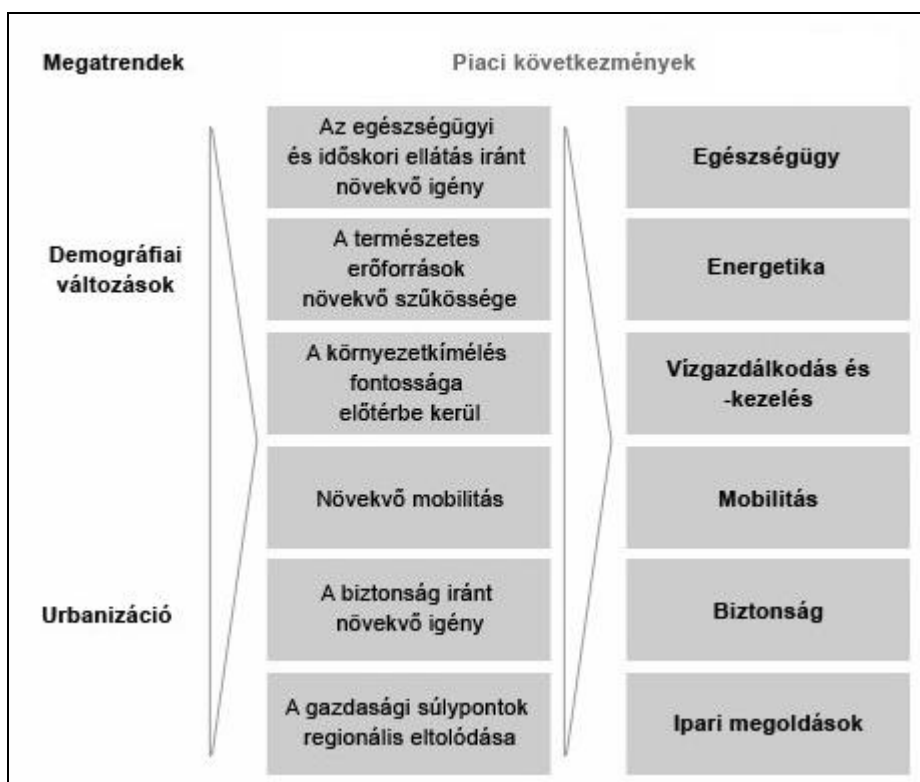 Megatrendek
Piaci következmények
Az egészségügyi
és időskori ellátás iránt
növekvő igény
Egészségügy
Demográfiai
változások
A természetes
erőforrások
növekvő szűkössége
Energetika
A környezetkímélés
fontossága
előtérbe kerül
Vízgazdálkodás és
-kezelés
Növekvő mobilitás
Mobilitás
Urbanizáció
A biztonság iránt
növekvő igény
Biztonság
A gazdasági súlypontok
regionális eltolódása
Ipari megoldások